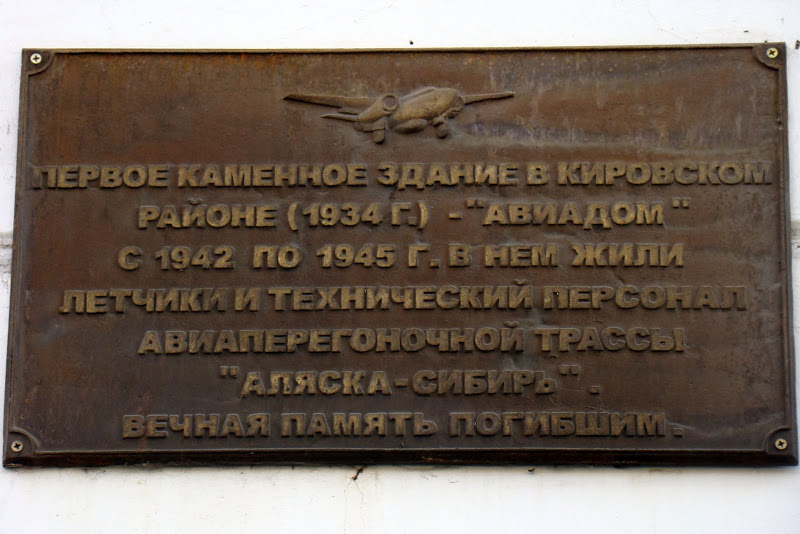 ПЕРВОЕ КАМЕННОЕ ЗДАНИЕ В КИРОВСКОМ
РАЙОНЕ (1934 Г.) - "АВИАДОМ"
С 1942 ПО 1945 Г. В НЕМ ЖИЛИ
ЛЕТЧИКИ И ТЕХНИЧЕСКИЙ ПЕРСОНАЛ
АВИАПЕРЕГОНОЧНОЙ ТРАССЫ
"АЛЯСКА-СИБИРЬ".
ВЕЧНАЯ ПАМЯТЬ ПОГИБШИМ.